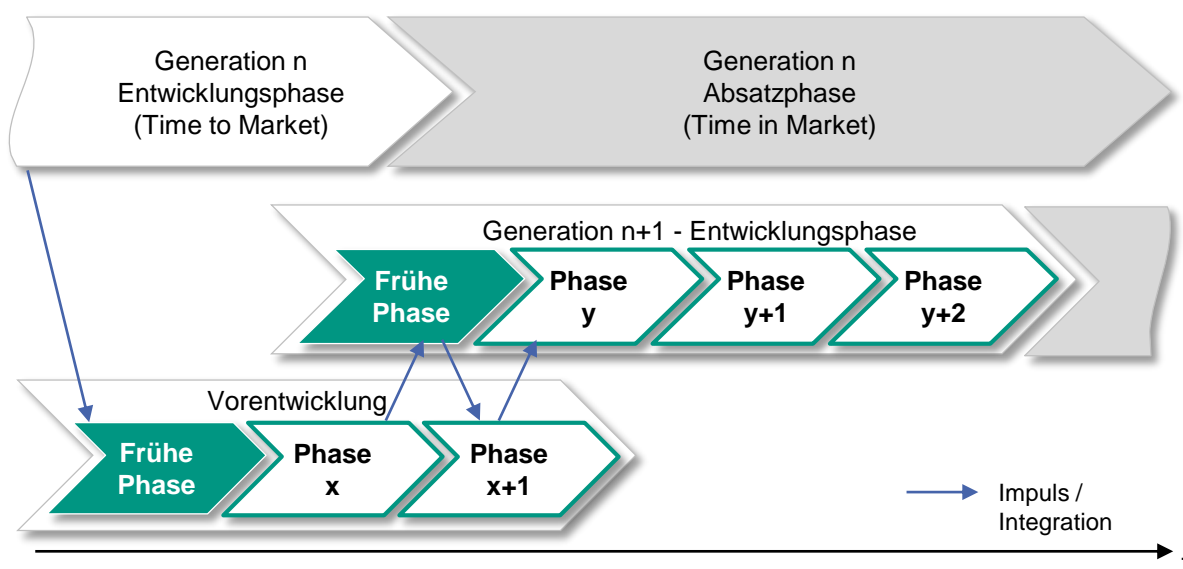 Generation n
Entwicklungsphase
(Time to Market)
Generation n
Absatzphase
(Time in Market)
Generation n+1 - Entwicklungsphase
Frühe
Phase
Phase
y
Phase
y+1
Phase
y+2
Vorentwicklung
Frühe
Phase
Phase
x
Phase
x+1
Impuls /
Integration